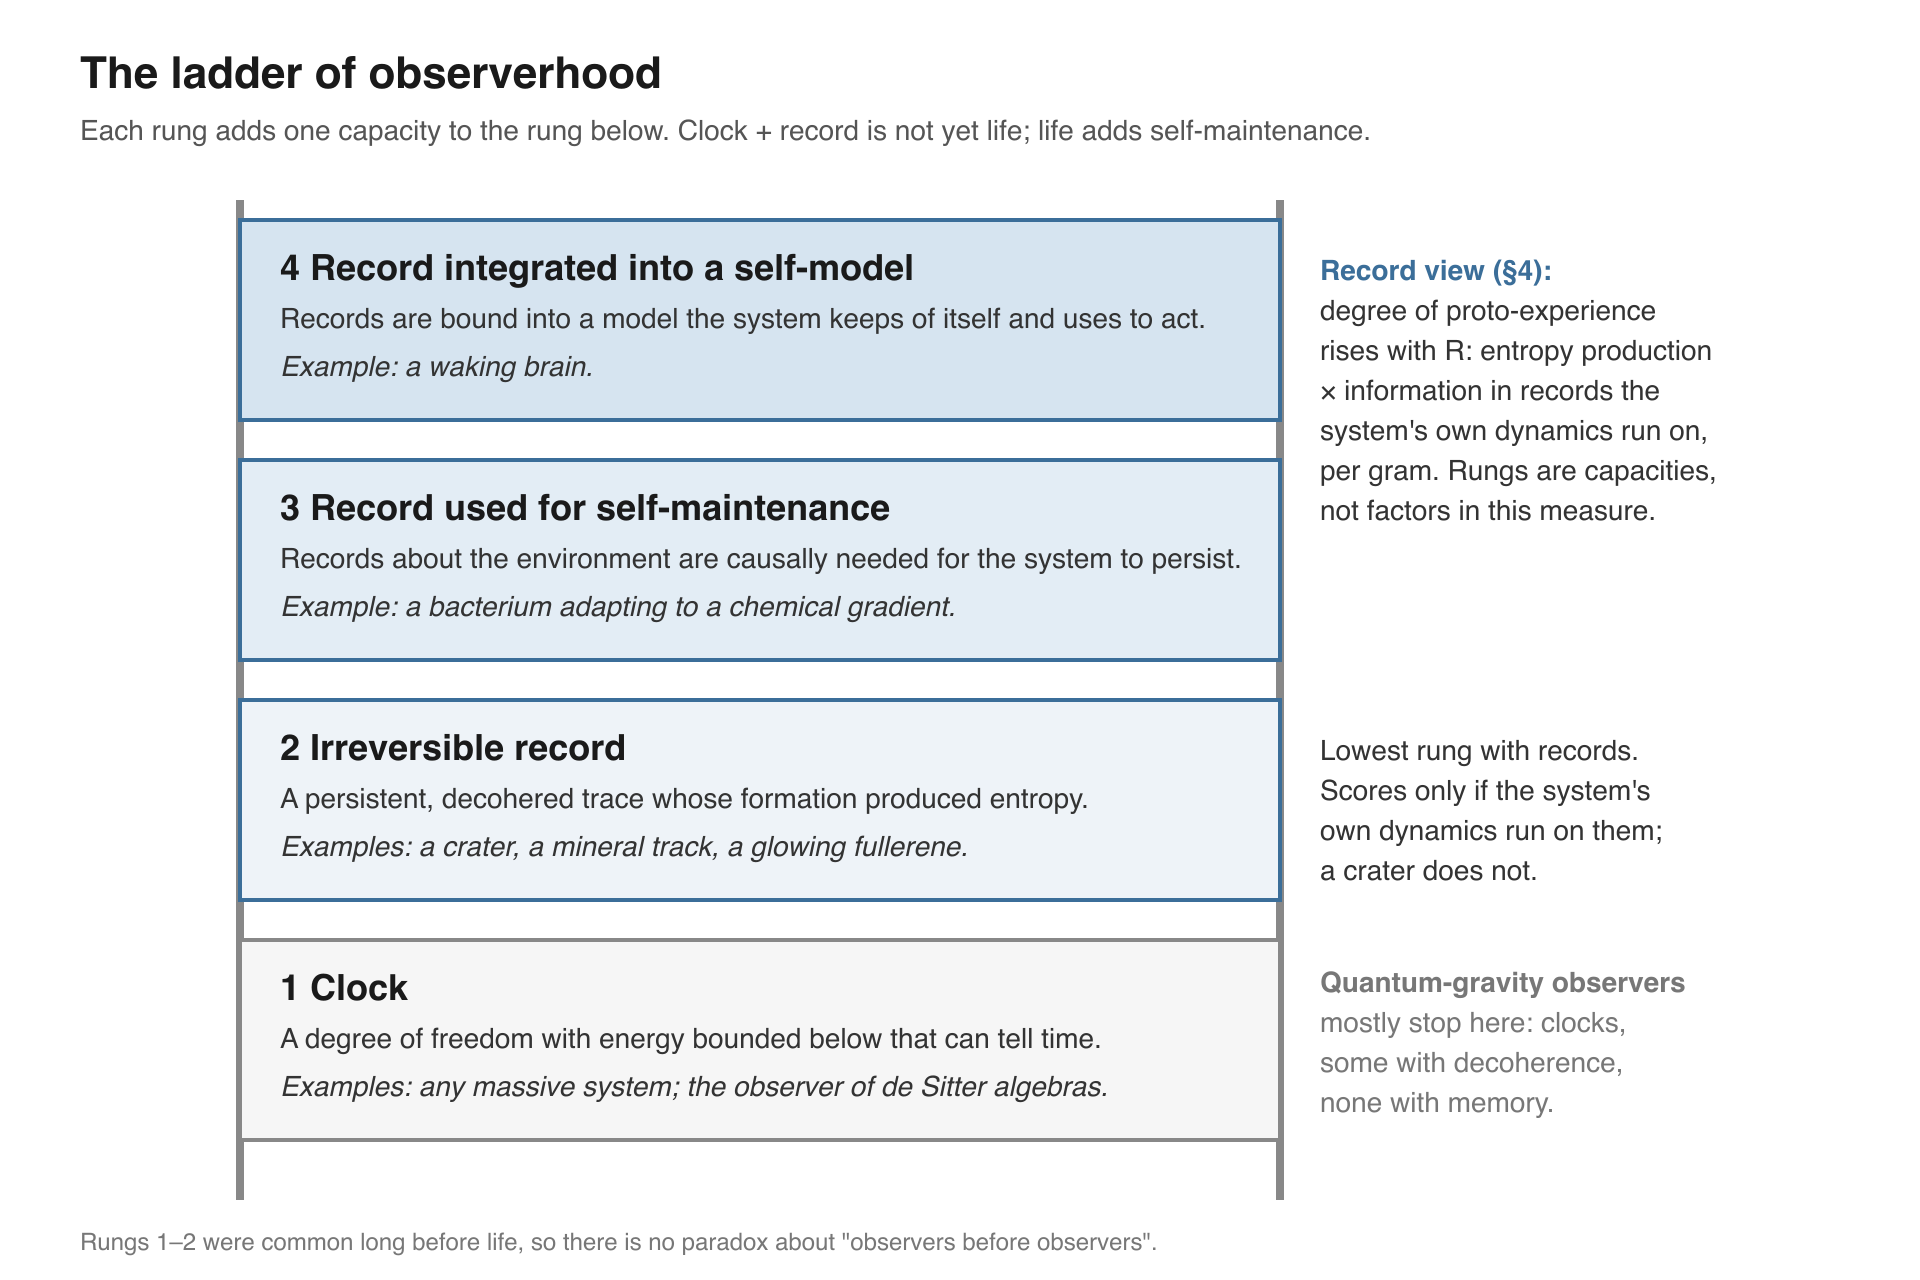 The ladder of observerhood
Each rung adds one capacity to the rung below. Clock + record is not yet life; life adds self-maintenance.
4 Record integrated into a self-model
Records are bound into a model the system keeps of itself and uses to act.
Example: a waking brain.
Record view (§4):
degree of proto-experience
rises with R: entropy production
× information in records the
system's own dynamics run on,
per gram. Rungs are capacities,
not factors in this measure.
3 Record used for self-maintenance
Records about the environment are causally needed for the system to persist.
Example: a bacterium adapting to a chemical gradient.
2 Irreversible record
A persistent, decohered trace whose formation produced entropy.
Examples: a crater, a mineral track, a glowing fullerene.
Lowest rung with records.
Scores only if the system's
own dynamics run on them;
a crater does not.
1 Clock
A degree of freedom with energy bounded below that can tell time.
Examples: any massive system; the observer of de Sitter algebras.
Quantum-gravity observers
mostly stop here: clocks,
some with decoherence,
none with memory.
Rungs 1–2 were common long before life, so there is no paradox about "observers before observers".